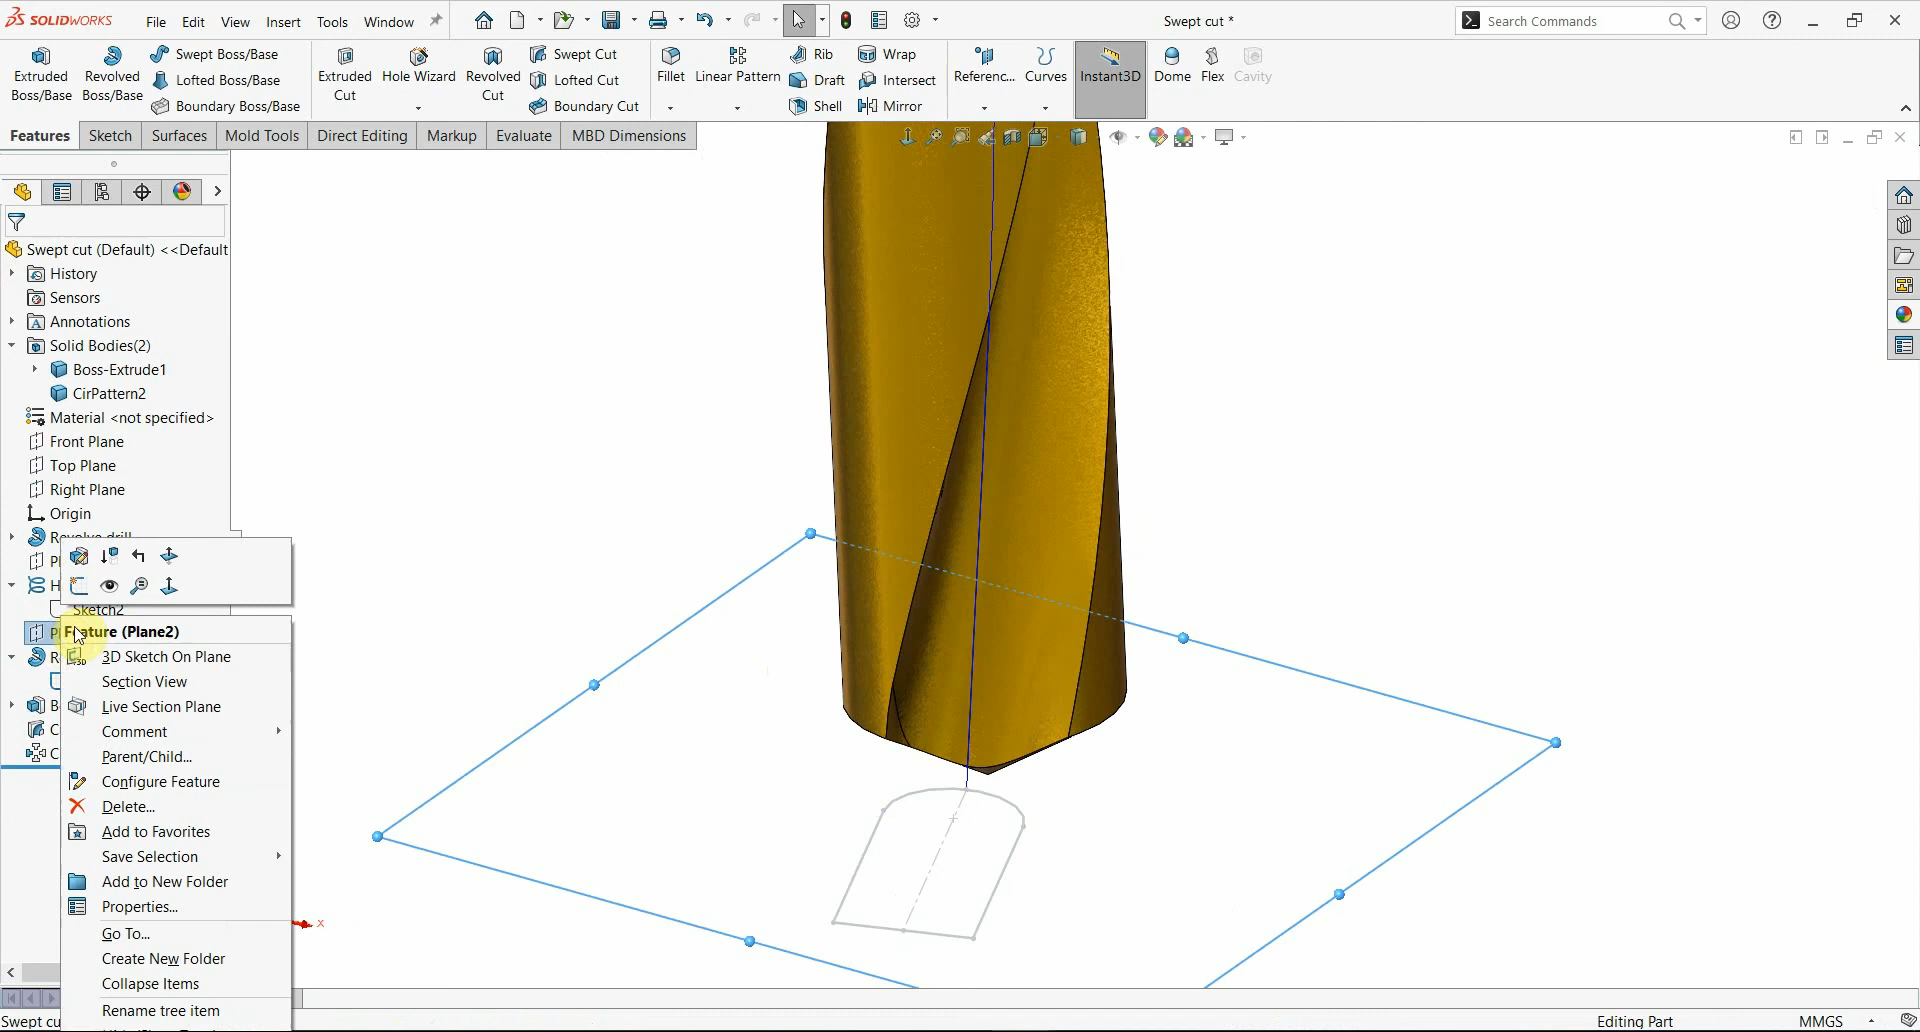 SOLIDWORKS File Edit View Insert Tools Window Swept cut * Search Commands
Extruded Boss/Base
Revolved Boss/Base
Swept Boss/Base
Lofted Boss/Base
Boundary Boss/Base
Extruded Cut
Hole Wizard
Revolved Cut
Swept Cut
Lofted Cut
Boundary Cut
Fillet
Linear Pattern
Rib
Draft
Shell
Wrap
Intersect
Mirror
Referenc...
Curves
Instant3D
Dome
Flex
Cavity
Features Sketch Surfaces Mold Tools Direct Editing Markup Evaluate MBD Dimensions
Swept cut (Default) <<Default
History
Sensors
Annotations
Solid Bodies(2)
Boss-Extrude1
CirPattern2
Material <not specified>
Front Plane
Top Plane
Right Plane
Origin
Revolve drill
Sketch2
Feature (Plane2)
3D Sketch On Plane
Section View
Live Section Plane
Comment
Parent/Child...
Configure Feature
Delete...
Add to Favorites
Save Selection
Add to New Folder
Properties...
Go To...
Create New Folder
Collapse Items
Rename tree item
x
Swept cu
Editing Part MMGS